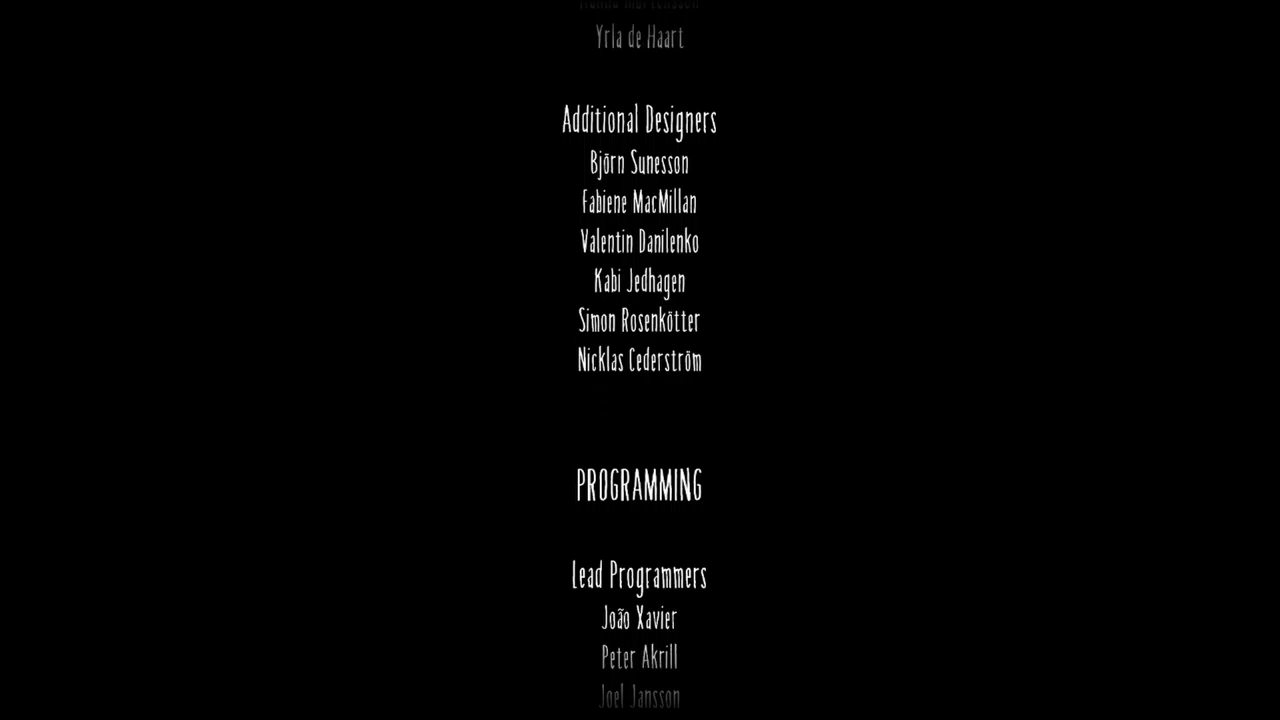 Yrla de Haart
Additional Designers
Björn Sunesson
Fabiene MacMillan
Valentin Danilenko
Kabi Jedhagen
Simon Rosenkötter
Nicklas Cederström
PROGRAMMING
Lead Programmers
João Xavier
Peter Akrill
Joel Jansson